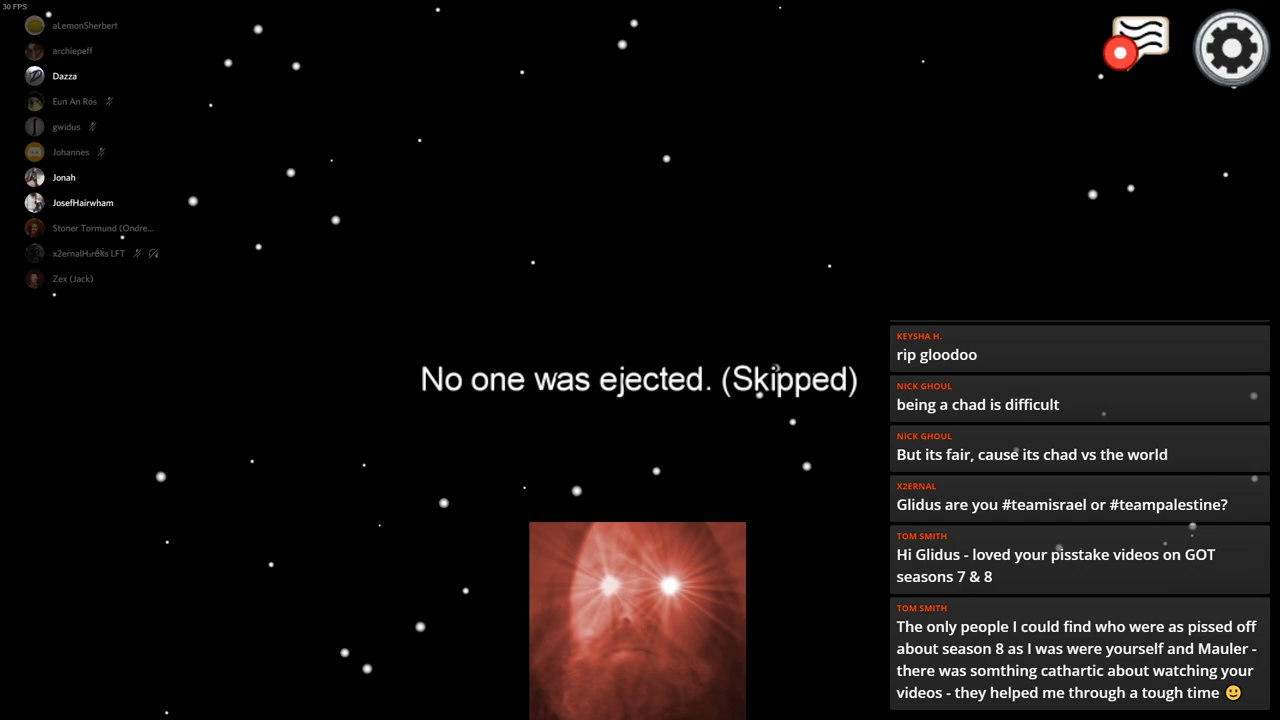 30 FPS
aLemonSherbert
archiepeff
Dazza
Eun An Ros
gwidus
Johannes
Jonah
JosefHairwham
Stoner Tormund (Ondre...
LFT
Zex (Jack)
No one was ejected. (Skipped)
KEYSHA H.
rip gloodoo
NICK GHOUL
being a chad is difficult
NICK GHOUL
But its fair, cause its chad vs the world
X2ERNAL
Glidus are you #teamisrael or #teampalestine?
TOM SMITH
Hi Glidus - loved your pisstake videos on GOT
seasons 7 & 8
TOM SMITH
The only people I could find who were as pissed off
about season 8 as I was were yourself and Mauler -
there was somthing cathartic about watching your
videos - they helped me through a tough time 🙂